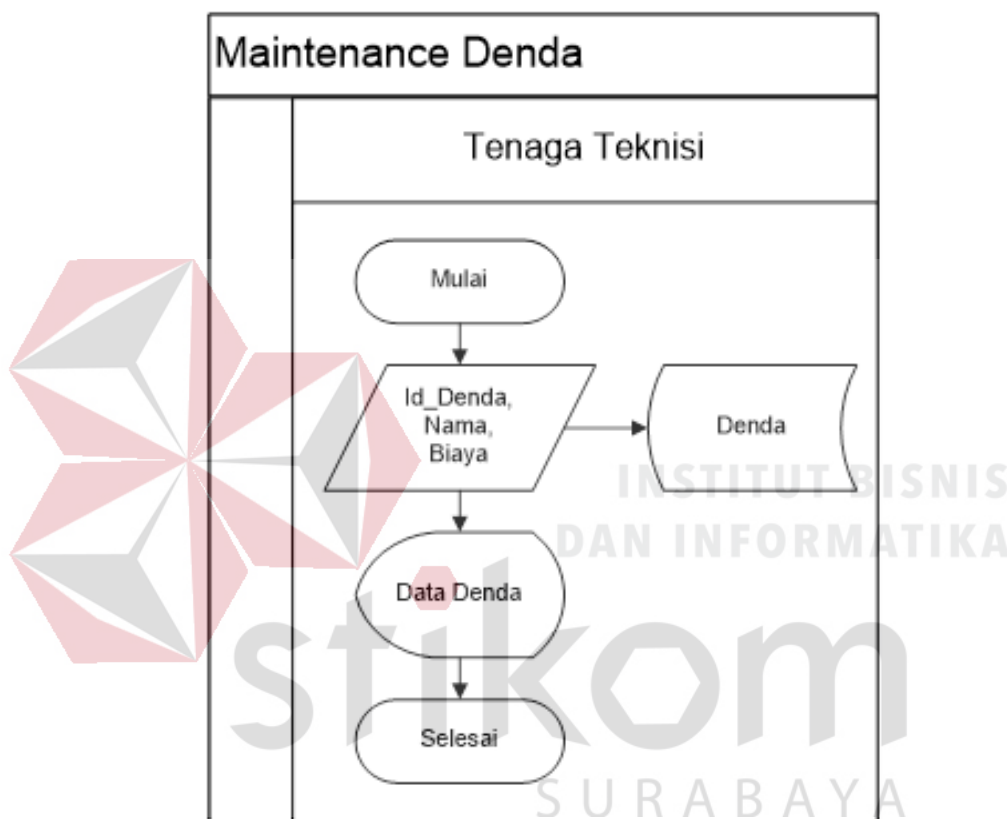 Maintenance Denda
Tenaga Teknisi
Mulai
Id_Denda,
Nama,
Biaya
Denda
INSTITUT BISNIS
DAN INFORMATIKA
Data Denda
stikom
Selesai
SURABAYA